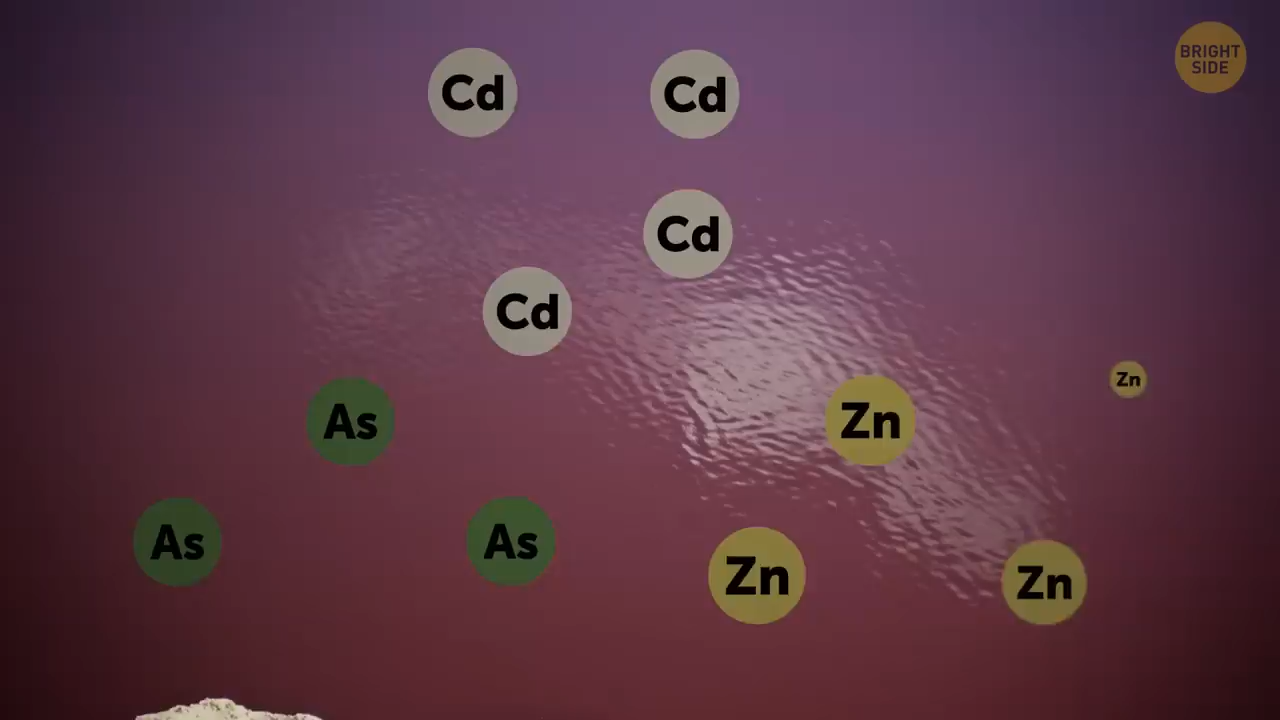 BRIGHT
SIDE
Cd Cd
Cd
Cd
Zn
As Zn
As As Zn Zn